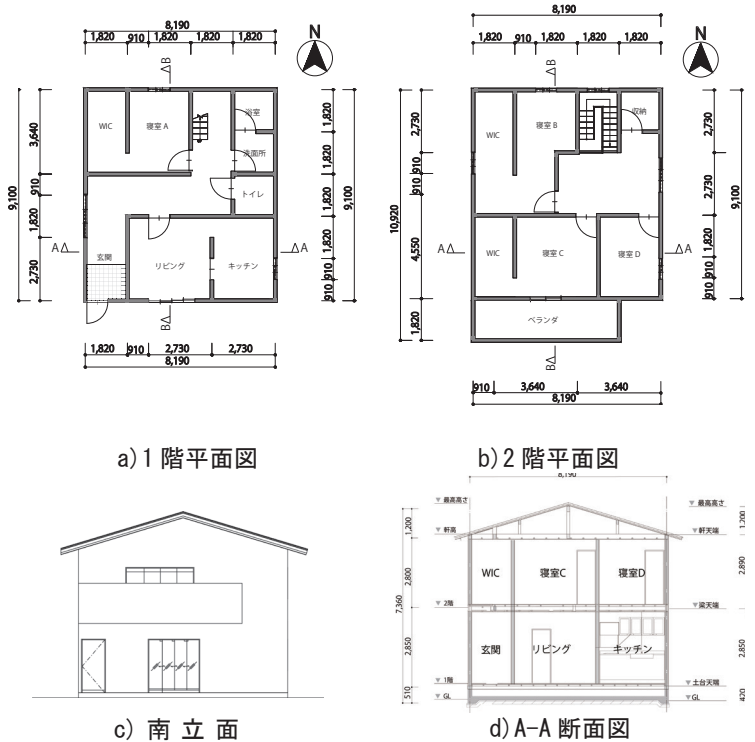 8,190
1,820 910 1,820 1,820 1,820
N
B
WIC
寝室A
浴室
洗面所
トイレ
玄関
リビング
キッチン
A
A
B
3,640
910
1,820
2,730
9,100
1,820
1,820
1,820
1,820
910
910
9,100
1,820 910 2,730 2,730
8,190
a)1階平面図
8,190
1,820 910 1,820 1,820 1,820
N
B
WIC
寝室B
収納
WIC
寝室C
寝室D
A
A
ベランダ
B
2,730
910
910
4,550
1,820
10,920
2,730
2,730
1,820
910
910
9,100
910 3,640 3,640
8,190
b)2階平面図
c) 南 立 面
8,190
▼最高高さ
▼軒高
▼2階
▼1階
▼GL
1,200
2,800
2,850
510
7,360
WIC
寝室C
寝室D
玄関
リビング
キッチン
▼最高高さ
▼軒天端
▼梁天端
▼土台天端
▼GL
1,200
2,890
2,850
420
d)A-A断面図